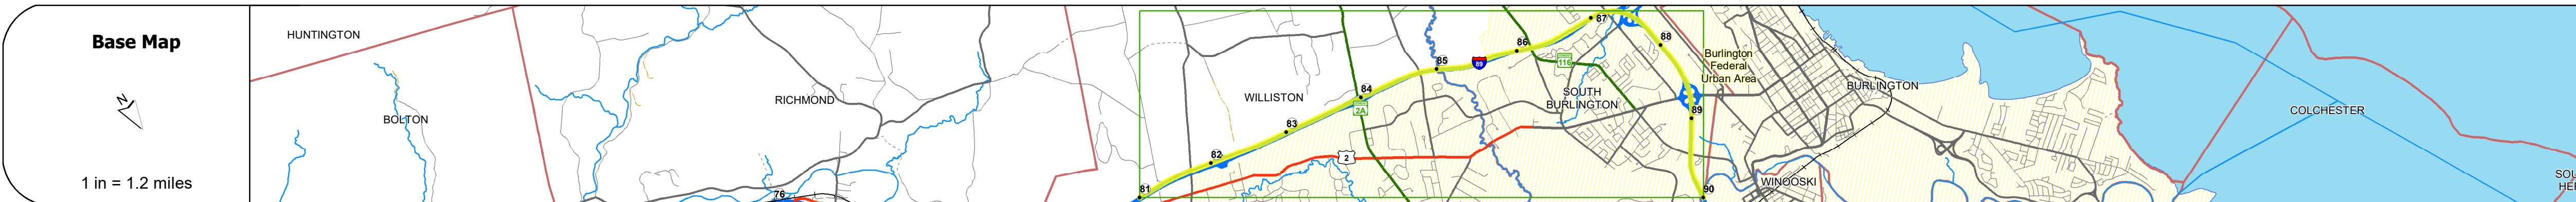 Base Map
N
1 in = 1.2 miles
HUNTINGTON
BOLTON
RICHMOND
76
81
82
WILLISTON
83
84
2A
2
85
89
86
116
87
SOUTH
BURLINGTON
88
89
90
Burlington
Federal
Urban Area
BURLINGTON
WINOOSKI
COLCHESTER